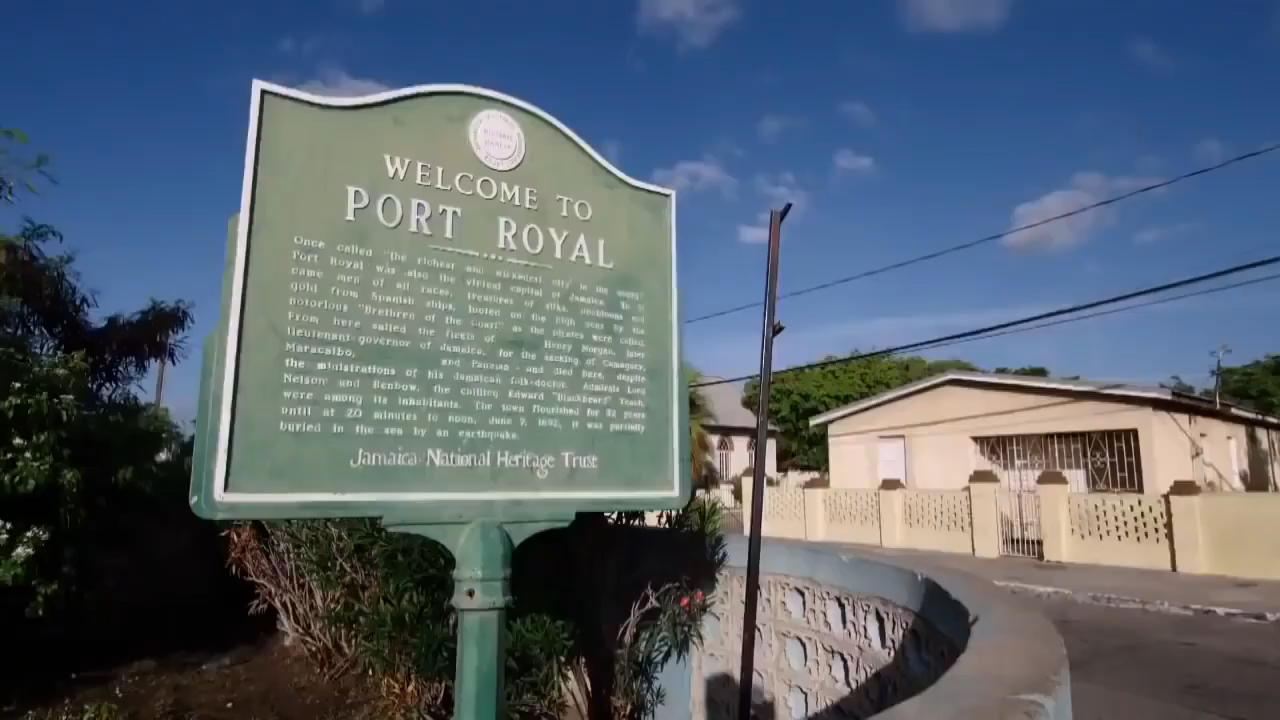 WELCOME TO
PORT ROYAL
Once called "the richest and wickedest city in the world"
Port Royal was also the virtual capital of Jamaica. To it
came men of all races, treasures of silks, doubloons and
gold from Spanish ships, looted on the high seas by the
notorious "Brethren of the Coast" as the pirates were called.
From here sailed the fleets of Henry Morgan, later
lieutenant-governor of Jamaica, for the sacking of Camaguey,
Maracaibo, and Panama - and died here, despite
the ministrations of his Jamaican folk-doctor. Admirals Lord
Nelson and Benbow, the chilling Edward "Blackbeard" Teach,
were among its inhabitants. The town flourished for 32 years
until at 20 minutes to noon, June 7, 1692, it was partially
buried in the sea by an earthquake.
Jamaica National Heritage Trust